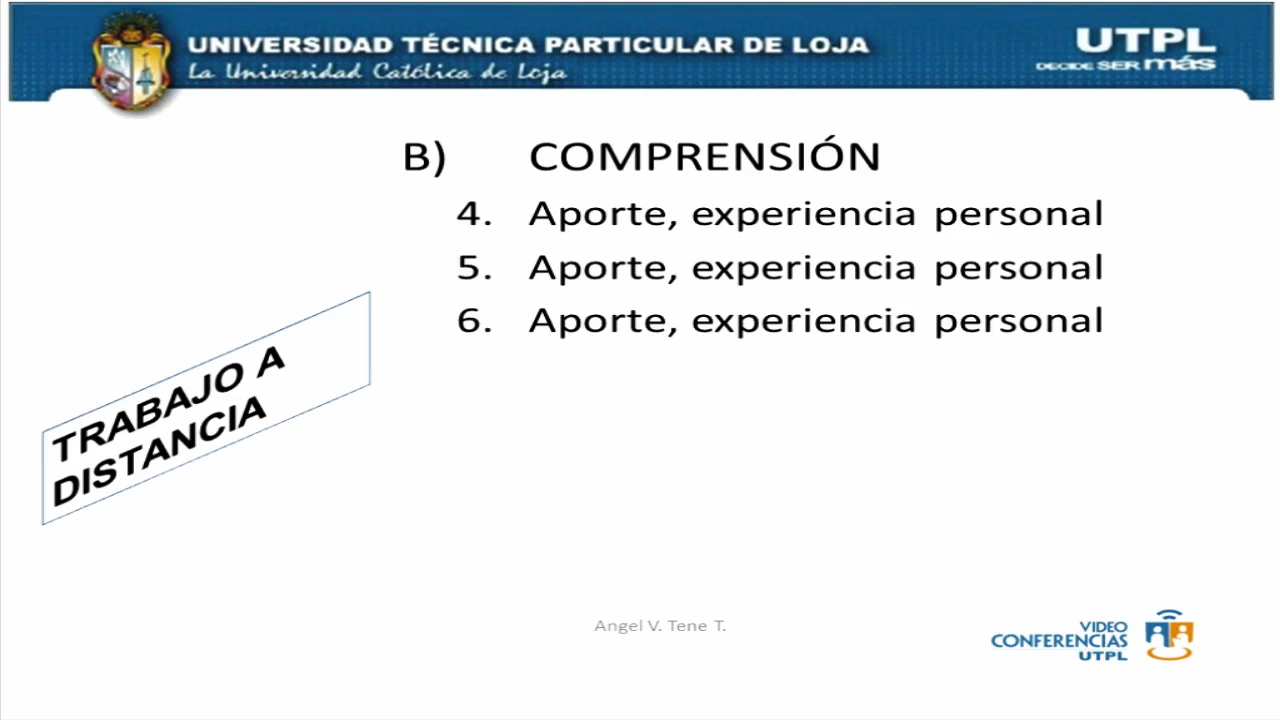 UNIVERSIDAD TÉCNICA PARTICULAR DE LOJA
La Universidad Católica de Loja
UTPL
DECIDE SER más
B) COMPRENSIÓN
4. Aporte, experiencia personal
5. Aporte, experiencia personal
6. Aporte, experiencia personal
TRABAJO A
DISTANCIA
Angel V. Tene T.
VIDEO
CONFERENCIAS
UTPL